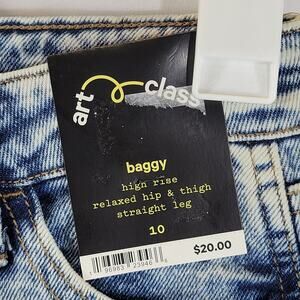 art class
baggy
high rise
relaxed hip & thigh
straight leg
10
$20.00